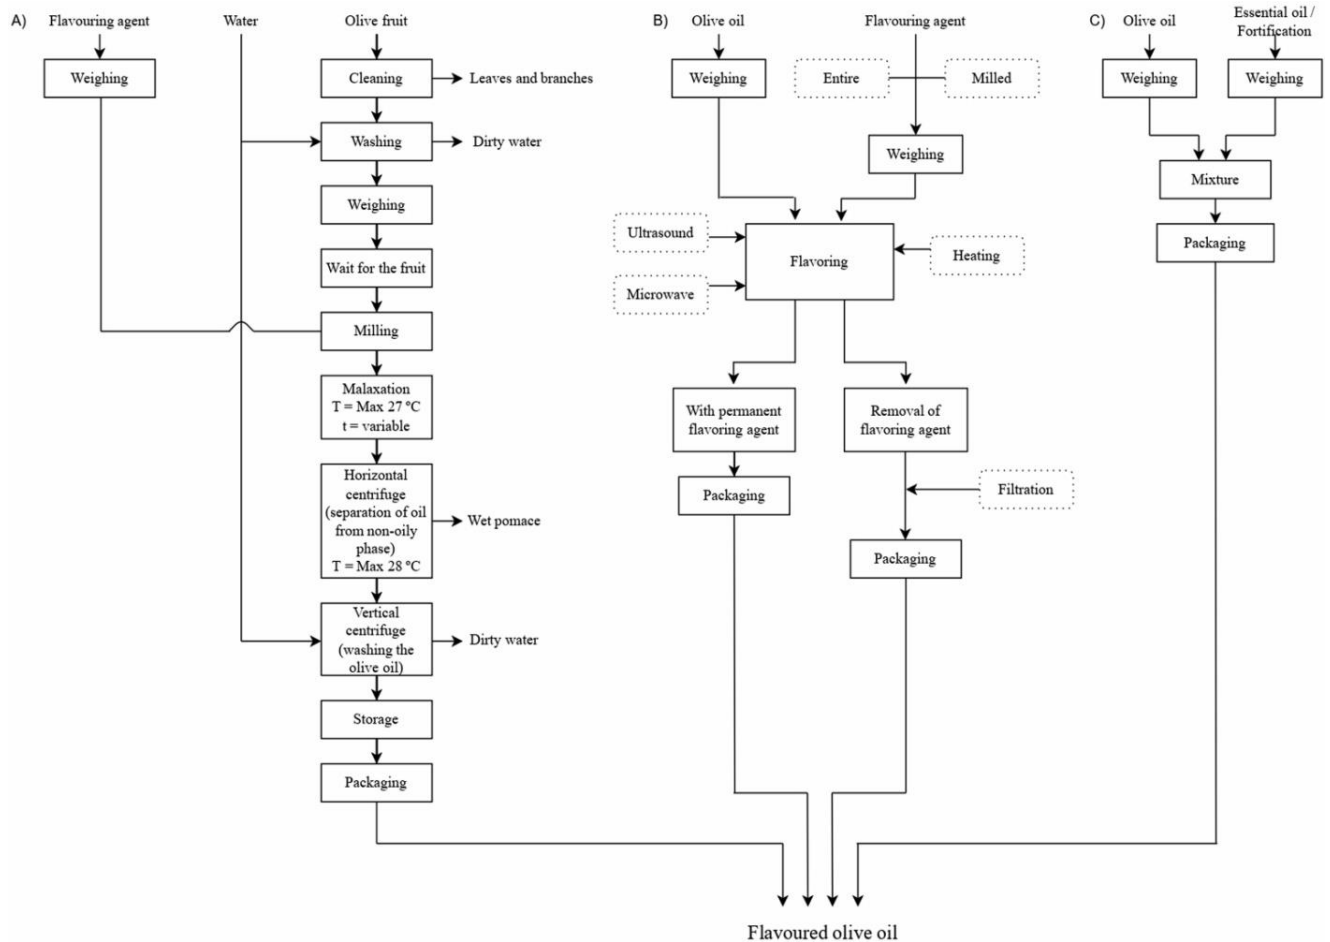 A)
Flavouring agent
Water
Olive fruit
Weighing
Cleaning
Leaves and branches
Washing
Dirty water
Weighing
Wait for the fruit
Milling
Malaxation
T = Max 27 ºC
t = variable
Horizontal
centrifuge
(separation of oil
from non-oily
phase)
T = Max 28 ºC
Wet pomace
Vertical
centrifuge
(washing the
olive oil)
Dirty water
Storage
Packaging
B)
Olive oil
Flavouring agent
Weighing
Entire
Milled
Weighing
Ultrasound
Flavoring
Heating
Microwave
With permanent
flavoring agent
Removal of
flavoring agent
Packaging
Filtration
Packaging
C)
Olive oil
Essential oil /
Fortification
Weighing
Weighing
Mixture
Packaging
Flavoured olive oil